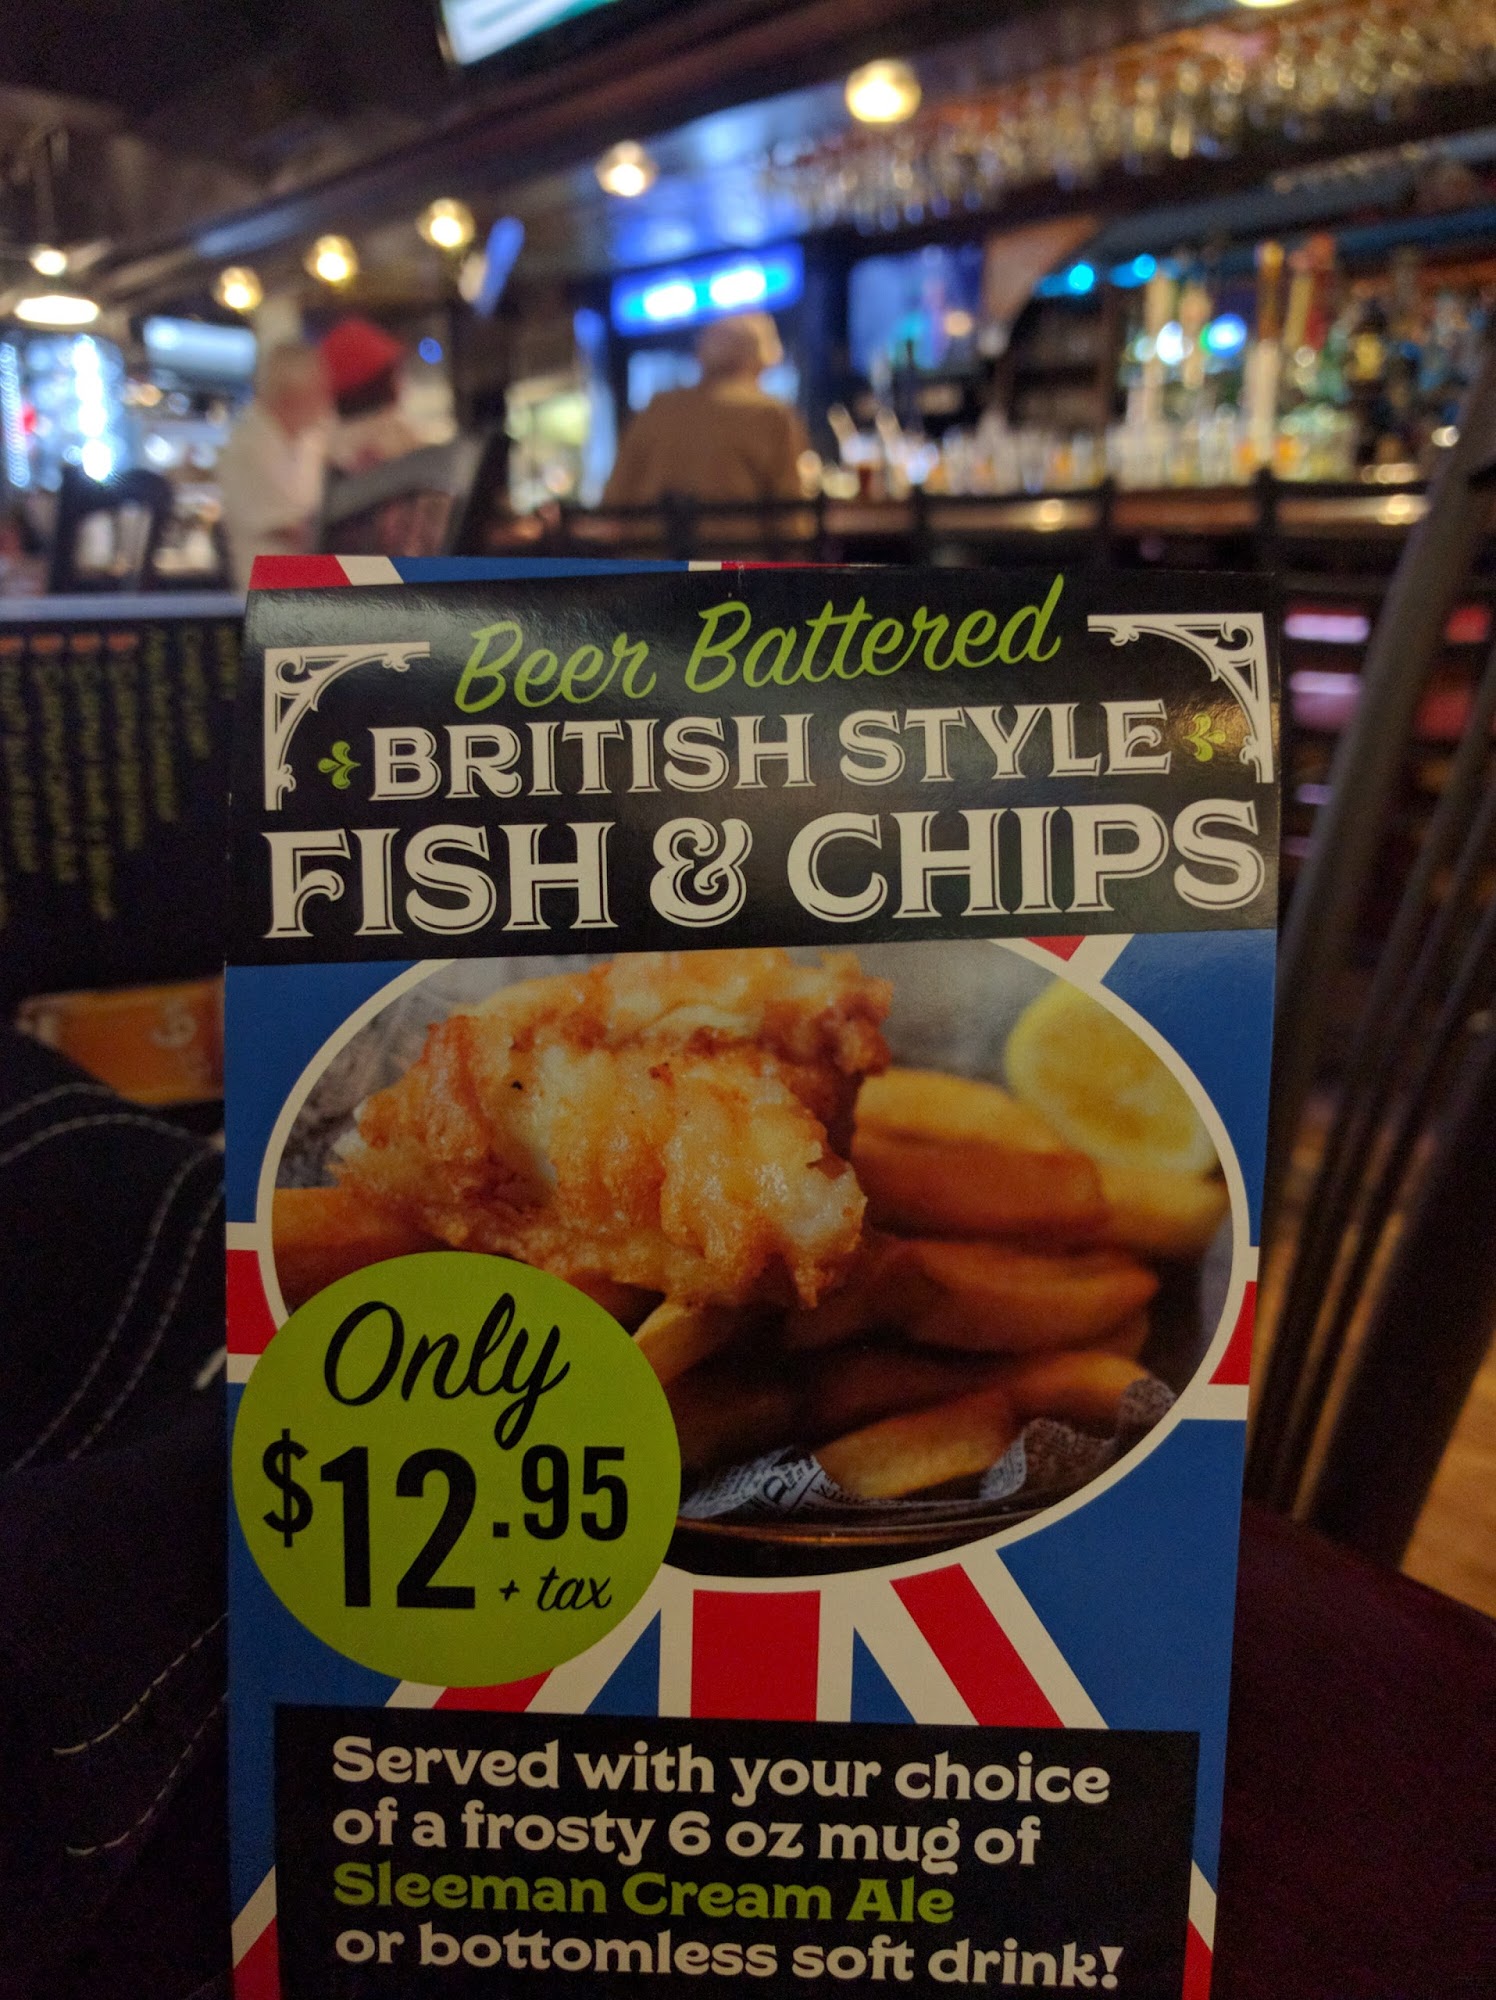 Beer Battered
BRITISH STYLE
FISH & CHIPS
Only
$12.95
+ tax
Served with your choice
of a frosty 6 oz mug of
Sleeman Cream Ale
or bottomless soft drink!